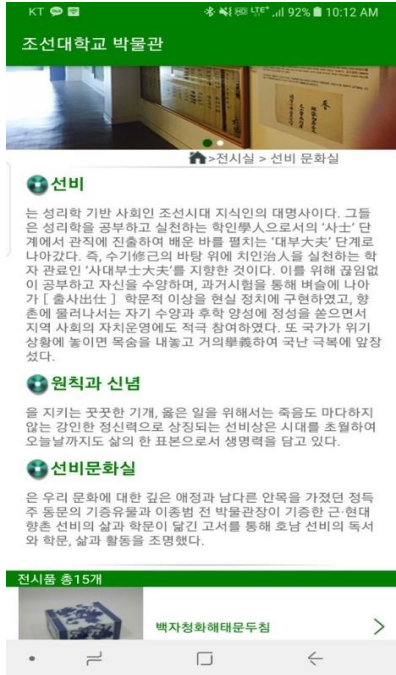 KT LTE+ 92% 10:12 AM
조선대학교 박물관
>전시실 > 선비 문화실
선비
는 성리학 기반 사회인 조선시대 지식인의 대명사이다. 그들
은 성리학을 공부하고 실천하는 학인學人으로서의 ‘사士’ 단
계에서 관직에 진출하여 배운 바를 펼치는 ‘대부大夫’ 단계로
나아갔다. 즉, 수기修己의 바탕 위에 치인治人을 실천하는 학
자 관료인 ‘사대부士大夫’를 지향한 것이다. 이를 위해 끊임없
이 공부하고 자신을 수양하며, 과거시험을 통해 벼슬에 나아
가 [ 출사出仕 ] 학문적 이상을 현실 정치에 구현하였고, 향
촌에 물러나서는 자기 수양과 후학 양성에 정성을 쏟으면서
지역 사회의 자치운영에도 적극 참여하였다. 또 국가가 위기
상황에 놓이면 목숨을 내놓고 거의擧義하여 국난 극복에 앞장
섰다.
원칙과 신념
을 지키는 꿋꿋한 기개, 옳은 일을 위해서는 죽음도 마다하지
않는 강인한 정신력으로 상징되는 선비상은 시대를 초월하여
오늘날까지도 삶의 한 표본으로서 생명력을 담고 있다.
선비문화실
은 우리 문화에 대한 깊은 애정과 남다른 안목을 가졌던 정득
주 동문의 기증유물과 이종범 전 박물관장이 기증한 근·현대
향촌 선비의 삶과 학문이 담긴 고서를 통해 호남 선비의 독서
와 학문, 삶과 활동을 조명했다.
전시품 총15개
백자청화해태문두침